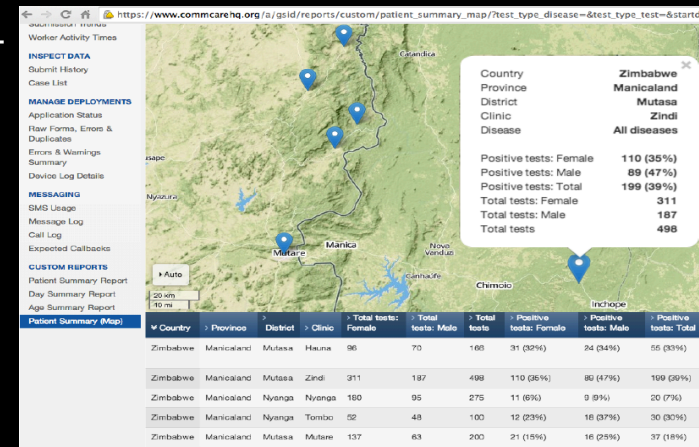 https://www.commcarehq.org/a/gsid/reports/custom/patient_summary_map/?test_type_disease=&test_type_test=&stand
Submission Trends
Worker Activity Times
INSPECT DATA
Submit History
Case List
MANAGE DEPLOYMENTS
Application Status
Raw Forms, Errors &
Duplicates
Errors & Warnings
Summary
Device Log Details
MESSAGING
SMS Usage
Message Log
Call Log
Expected Callbacks
CUSTOM REPORTS
Patient Summary Report
Day Summary Report
Age Summary Report
Patient Summary (Map)
Catandica
Nyazura
Mutare
Manica
Nova
Vanduzi
Chimoio
Inchope
Auto
20 km
10 mi
Country Zimbabwe
Province Manicaland
District Mutasa
Clinic Zindi
Disease All diseases
Positive tests: Female 110 (35%)
Positive tests: Male 89 (47%)
Positive tests: Total 199 (39%)
Total tests: Female 311
Total tests: Male 187
Total tests 498
Country Province District Clinic Total tests: Female Total tests: Male Total tests Positive tests: Female Positive tests: Male Positive tests: Total
Zimbabwe Manicaland Mutasa Hauna 96 70 166 31 (32%) 24 (34%) 55 (33%)
Zimbabwe Manicaland Mutasa Zindi 311 187 498 110 (35%) 89 (47%) 199 (39%)
Zimbabwe Manicaland Nyanga Nyanga 180 95 275 11 (6%) 9 (9%) 20 (7%)
Zimbabwe Manicaland Nyanga Tombo 52 48 100 12 (23%) 18 (37%) 30 (30%)
Zimbabwe Manicaland Mutasa Mutare 137 63 200 21 (15%) 16 (25%) 37 (18%)